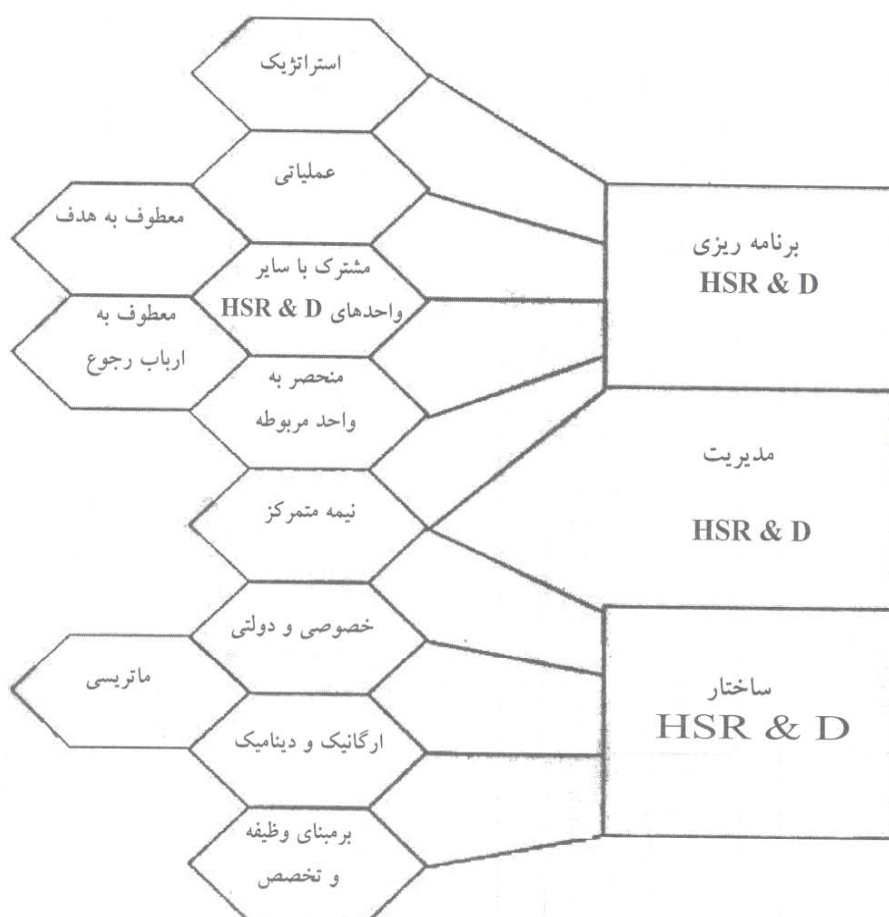 برنامه ریزی
HSR & D
مدیریت
HSR & D
ساختار
HSR & D
استراتژیک
عملیاتی
مشترک با سایر
واحدهای HSR & D
منحصر به
واحد مربوطه
نیمه متمرکز
خصوصی و دولتی
ارگانیک و دینامیک
برمبنای وظیفه
و تخصص
معطوف به هدف
معطوف به
ارباب رجوع
ماتریسی